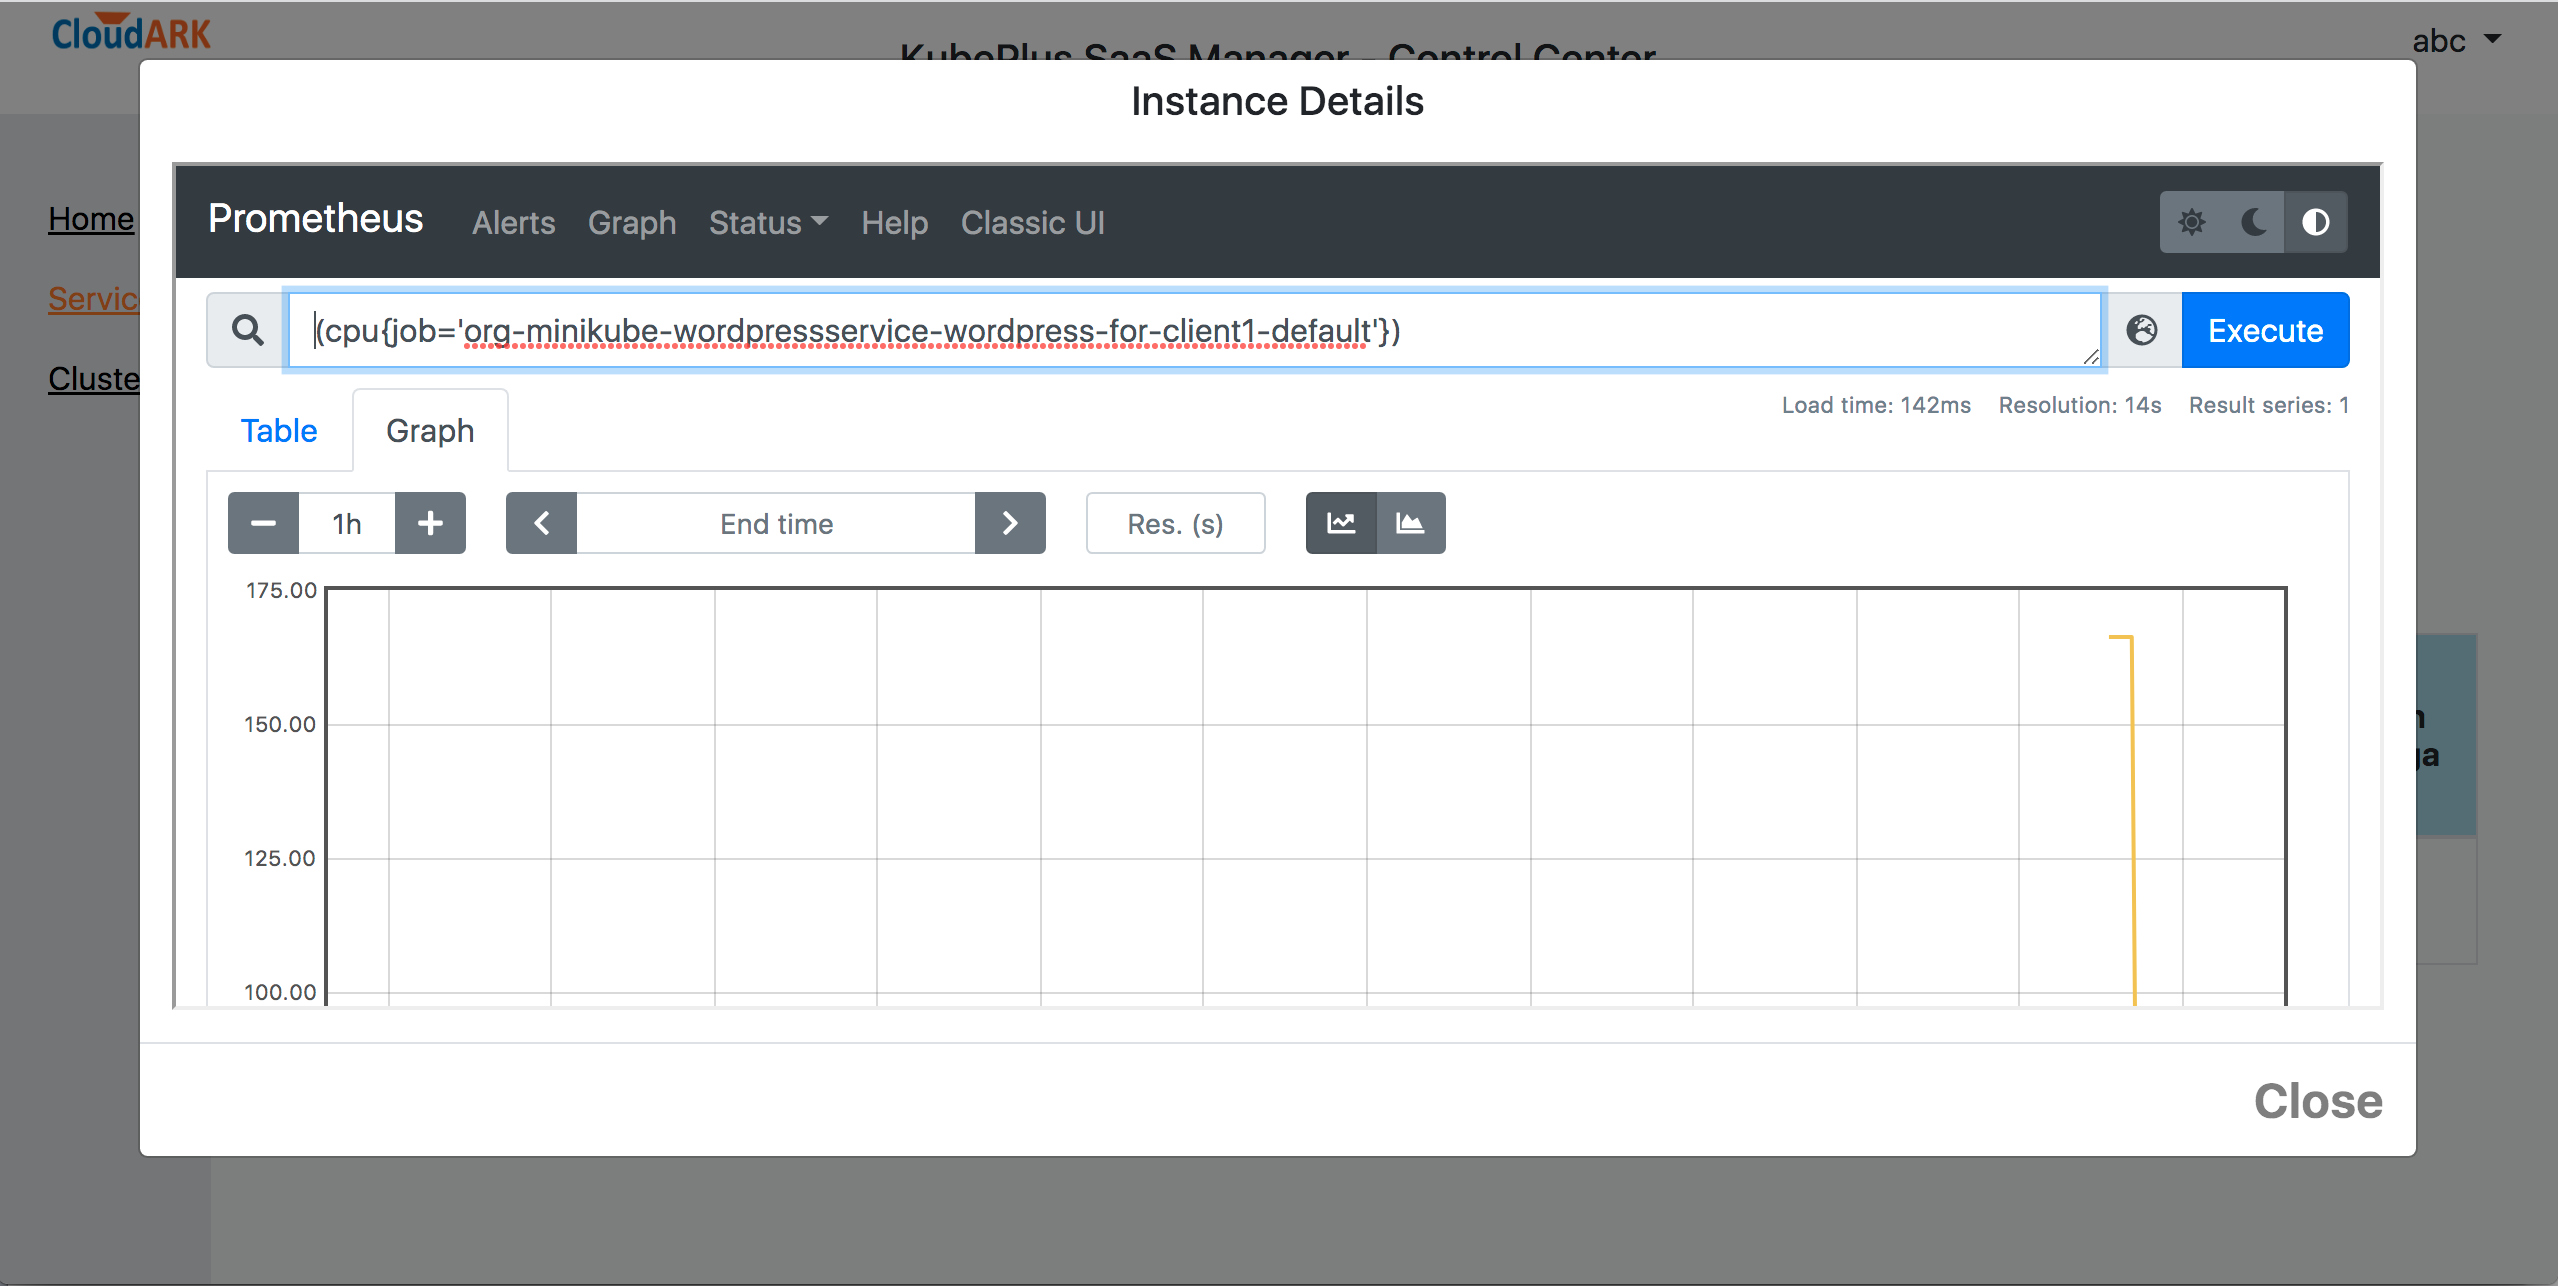 CloudARK
KubePlus SaaS Manager - Control Center
abc
Instance Details
Home
Servic
Cluste
Prometheus Alerts Graph Status Help Classic UI
(cpu{job='org-minikube-wordpressservice-wordpress-for-client1-default'})
Execute
Load time: 142ms Resolution: 14s Result series: 1
Table Graph
1h
End time
Res. (s)
175.00
150.00
125.00
100.00
n
ga
Close